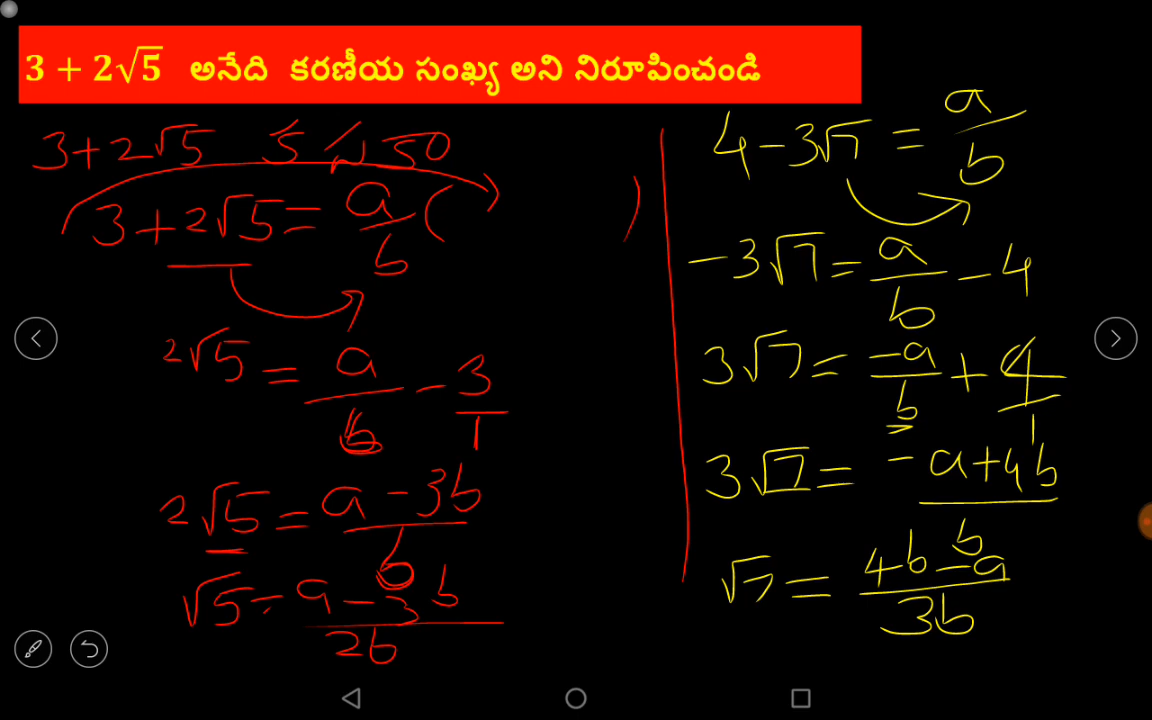 3 + 2√5 అనేది కరణీయ సంఖ్య అని నిరూపించండి
3+2√5
3+2√5 = a/b ( )
2√5 = a/b - 3/1
2√5 = a-3b/b
√5 = a-3b/2b
4-3√7 = a/b
-3√7 = a/b - 4
3√7 = -a/b + 4/1
3√7 = -a+4b/b
√7 = 4b-a/3b